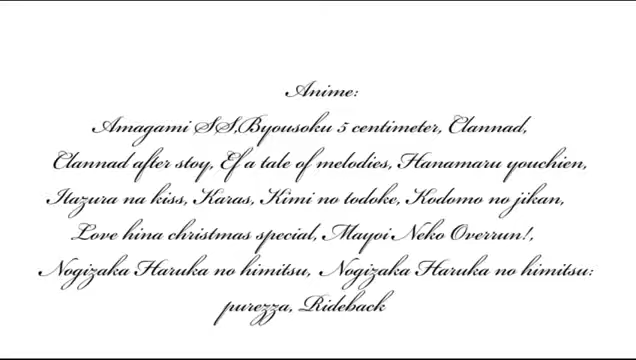 Anime:
Amagami SS,Byousoku 5 centimeter, Clannad,
Clannad after stoy, Ef a tale of melodies, Hanamaru youchien,
Itazura na kiss, Karas, Kimi no todoke, Kodomo no jikan,
Love hina christmas special, Mayoi Neko Overrun!,
Nogizaka Haruka no himitsu, Nogizaka Haruka no himitsu:
purezza, Rideback